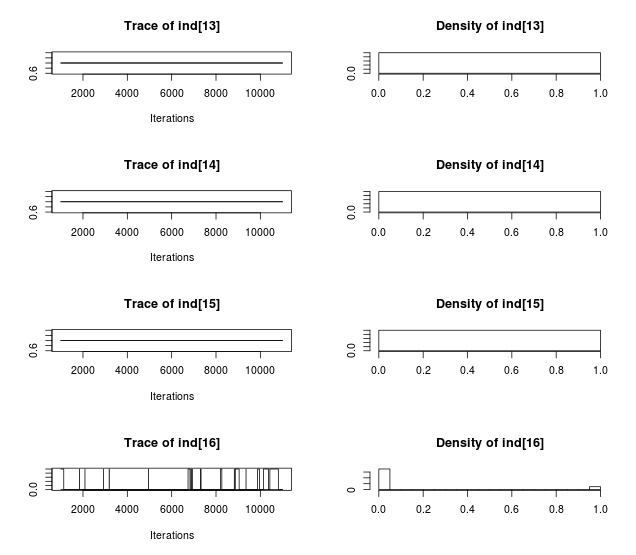 Trace of ind[13]
Density of ind[13]
0.6
2000 4000 6000 8000 10000
Iterations
0.0
0.0 0.2 0.4 0.6 0.8 1.0
Trace of ind[14]
Density of ind[14]
0.6
2000 4000 6000 8000 10000
Iterations
0.0
0.0 0.2 0.4 0.6 0.8 1.0
Trace of ind[15]
Density of ind[15]
0.6
2000 4000 6000 8000 10000
Iterations
0.0
0.0 0.2 0.4 0.6 0.8 1.0
Trace of ind[16]
Density of ind[16]
0.0
2000 4000 6000 8000 10000
Iterations
0
0.0 0.2 0.4 0.6 0.8 1.0